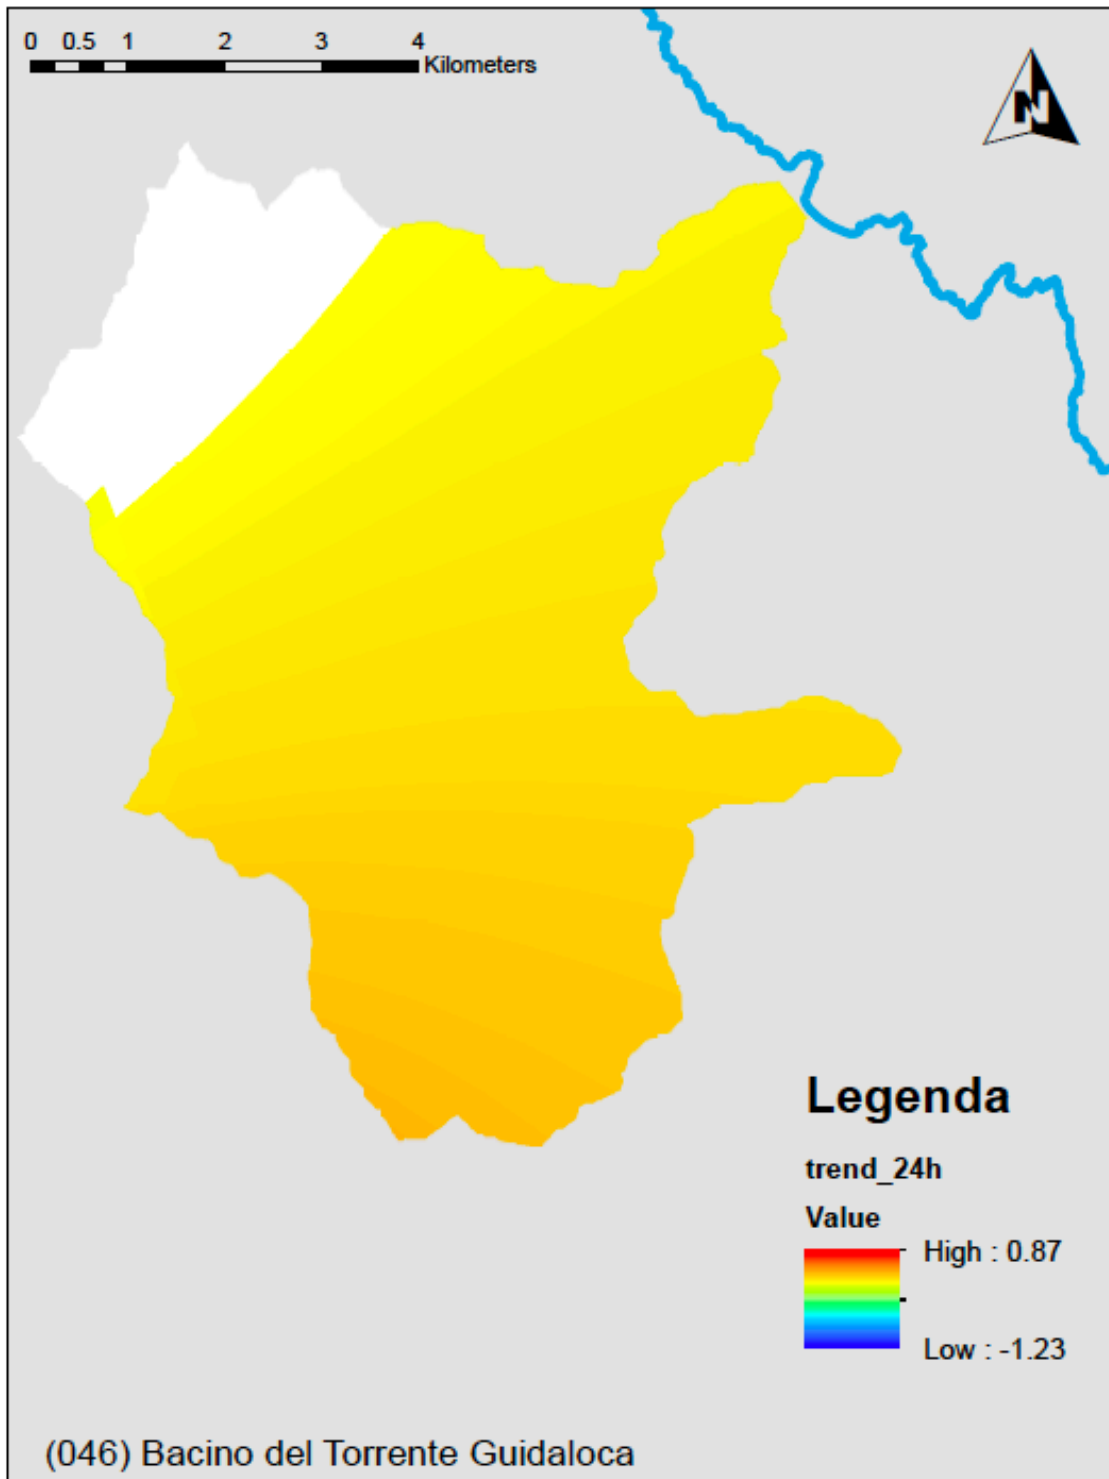 0 0.5 1 2 3 4
Kilometers
N
Legenda
trend_24h
Value
High : 0.87
Low : -1.23
(046) Bacino del Torrente Guidaloca